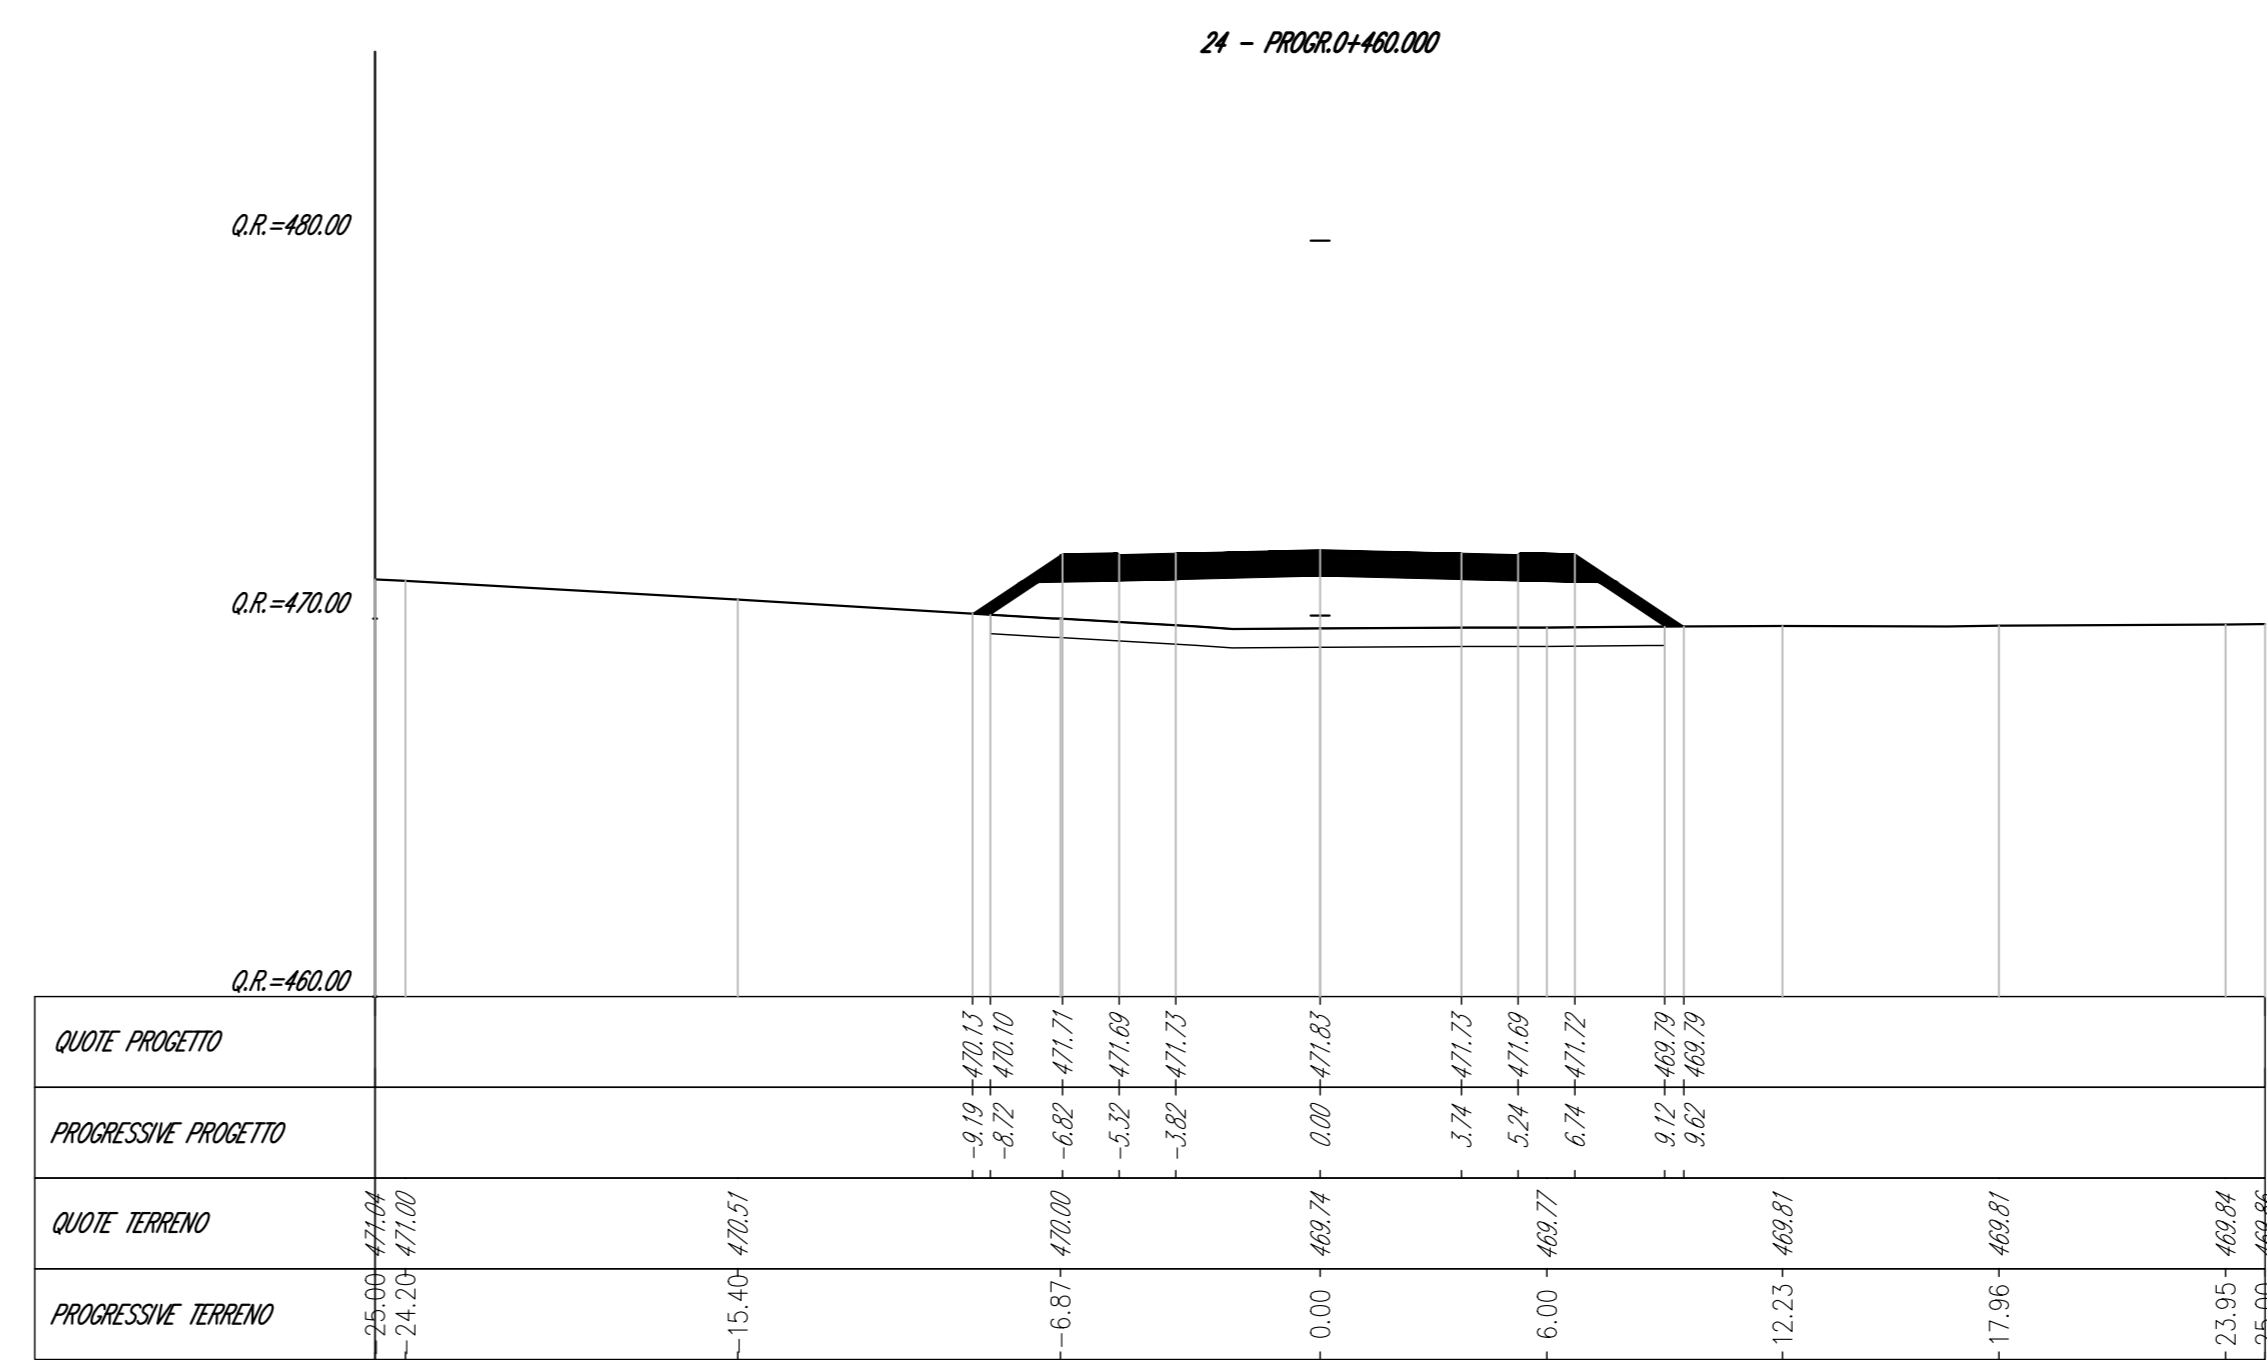 24 - PROGR.0+460.000
Q.R.=480.00
Q.R.=470.00
Q.R.=460.00
QUOTE PROGETTO
470.13 470.10 471.71 471.69 471.73 471.83 471.73 471.69 471.72 469.79 469.79
PROGRESSIVE PROGETTO
-9.19 -8.72 -6.82 -5.32 -3.82 0.00 3.74 5.24 6.74 9.12 9.62
QUOTE TERRENO
471.04 471.00 470.51 470.00 469.74 469.77 469.81 469.81 469.84 469.86
PROGRESSIVE TERRENO
-25.00 -24.20 -15.40 -6.87 0.00 6.00 12.23 17.96 23.95 25.00